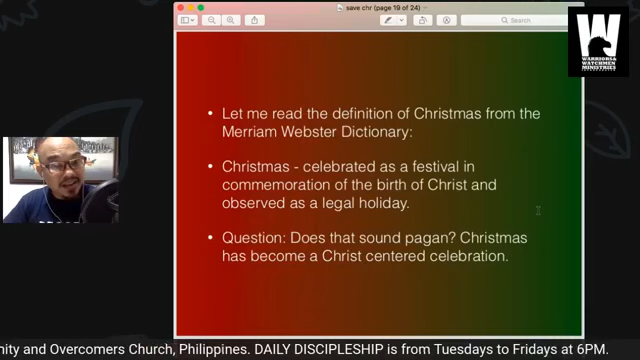 save chr (page 19 of 24)
Search
WARRIORS &
WATCHMEN
MINISTRIES
• Let me read the definition of Christmas from the
Merriam Webster Dictionary:
• Christmas - celebrated as a festival in
commemoration of the birth of Christ and
observed as a legal holiday.
• Question: Does that sound pagan? Christmas
has become a Christ centered celebration.
nity and Overcomers Church, Philippines. DAILY DISCIPLESHIP is from Tuesdays to Fridays at 6PM.